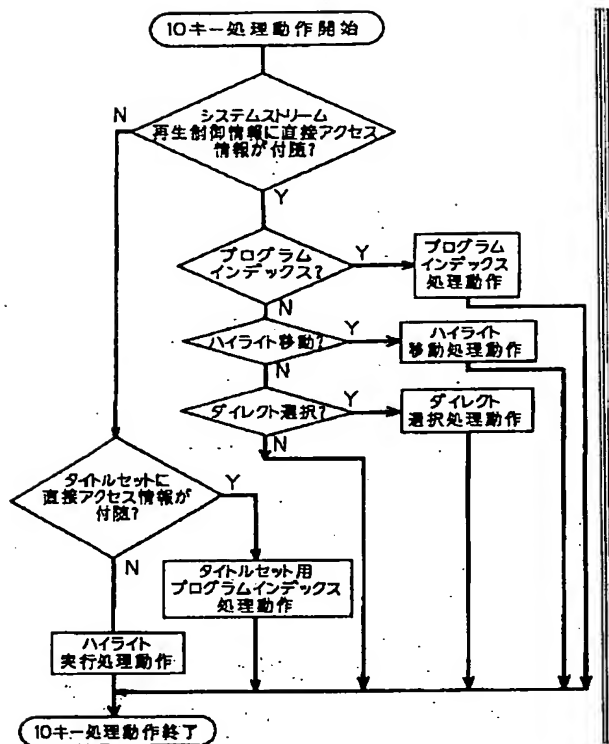 10キー処理動作開始
システムストリーム
再生制御情報に直接アクセス
情報が付随?
N
Y
プログラム
インデックス?
Y
プログラム
インデックス
処理動作
N
ハイライト移動?
Y
ハイライト
移動処理動作
N
ダイレクト選択?
Y
ダイレクト
選択処理動作
N
タイトルセットに
直接アクセス情報が
付随?
Y
N
タイトルセット用
プログラムインデックス
処理動作
ハイライト
実行処理動作
10キー処理動作終了